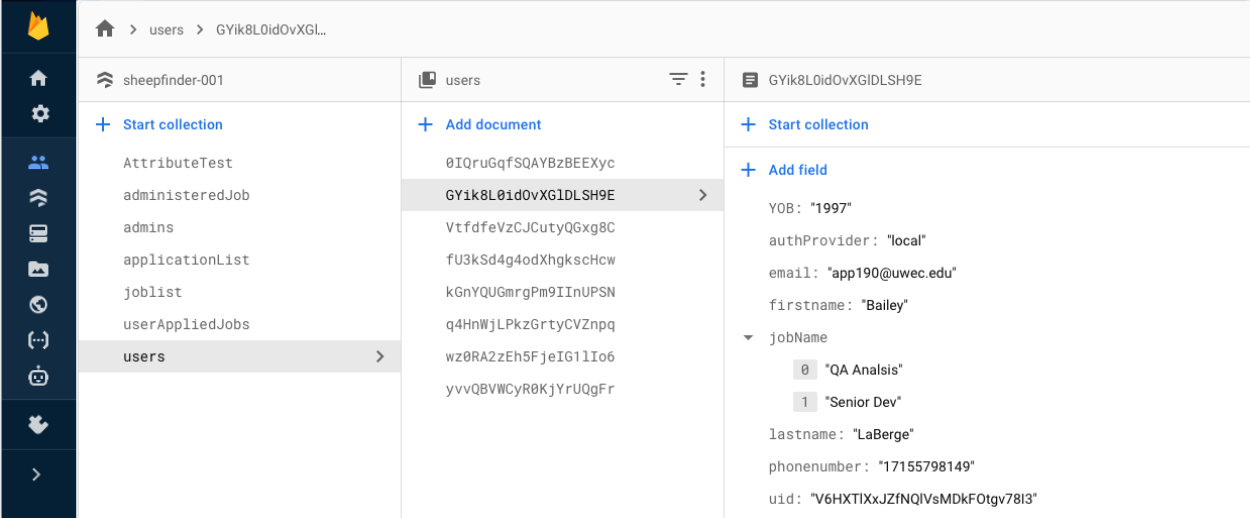 users
GYik8L0idOvXGl...
sheepfinder-001
users
GYik8L0idOvXGlDLSH9E
Start collection
Add document
Start collection
AttributeTest
administeredJob
admins
applicationList
joblist
userAppliedJobs
users
0IQruGqfSQAYBzBEEXyc
GYik8L0idOvXGlDLSH9E
VtfdfeVzCJCutyQGxg8C
fU3kSd4g4odXhgkscHcw
kGnYQUGmrgPm9IInUPSN
q4HnWjLPkzGrtyCVZnpq
wz0RA2zEh5FjeIG1lIo6
yvvQBVWCyR0KjYrUQgFr
Add field
YOB: "1997"
authProvider: "local"
email: "app190@uwec.edu"
firstname: "Bailey"
jobName
0 "QA Analsis"
1 "Senior Dev"
lastname: "LaBerge"
phonenumber: "17155798149"
uid: "V6HXTlXxJZfNQlVsMDkFOtgv78I3"